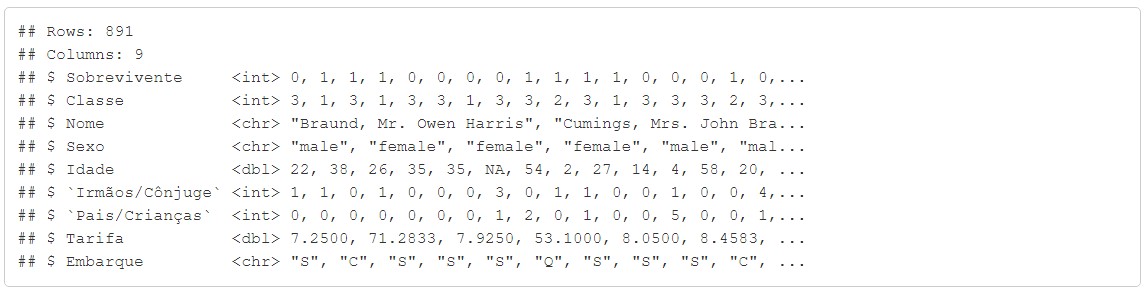 ## Rows: 891
## Columns: 9
## $ Sobrevivente     <int> 0, 1, 1, 1, 0, 0, 0, 0, 1, 1, 1, 1, 0, 0, 0, 1, 0,...
## $ Classe           <int> 3, 1, 3, 1, 3, 3, 1, 3, 3, 2, 3, 1, 3, 3, 3, 2, 3,...
## $ Nome             <chr> "Braund, Mr. Owen Harris", "Cumings, Mrs. John Bra...
## $ Sexo             <chr> "male", "female", "female", "female", "male", "mal...
## $ Idade            <dbl> 22, 38, 26, 35, 35, NA, 54, 2, 27, 14, 4, 58, 20, ...
## $ `Irmãos/Cônjuge` <int> 1, 1, 0, 1, 0, 0, 0, 3, 0, 1, 1, 0, 0, 1, 0, 0, 4,...
## $ `Pais/Crianças`  <int> 0, 0, 0, 0, 0, 0, 0, 1, 2, 0, 1, 0, 0, 5, 0, 0, 1,...
## $ Tarifa           <dbl> 7.2500, 71.2833, 7.9250, 53.1000, 8.0500, 8.4583, ...
## $ Embarque         <chr> "S", "C", "S", "S", "S", "Q", "S", "S", "S", "C", ...